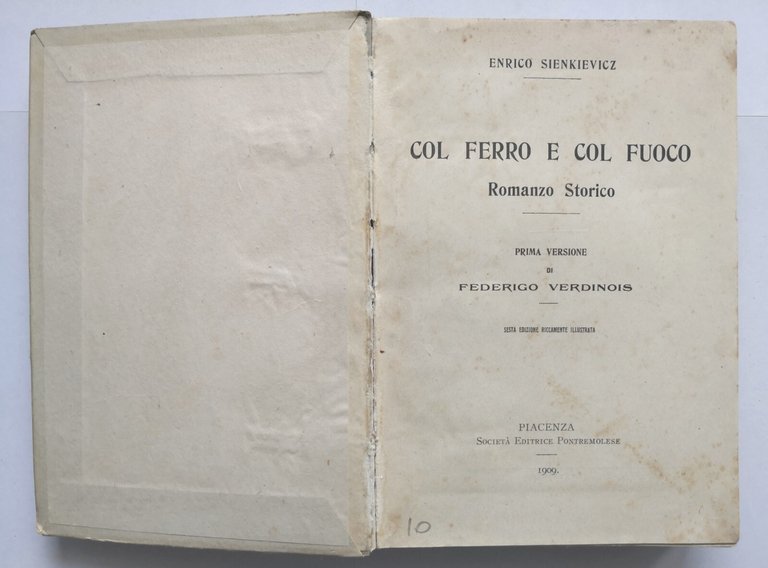 ENRICO SIENKIEVICZ
COL FERRO E COL FUOCO
Romanzo Storico
PRIMA VERSIONE
DI
FEDERIGO VERDINOIS
SESTA EDIZIONE RICCAMENTE ILLUSTRATA
PIACENZA
SOCIETÀ EDITRICE PONTREMOLESE
1909.
10